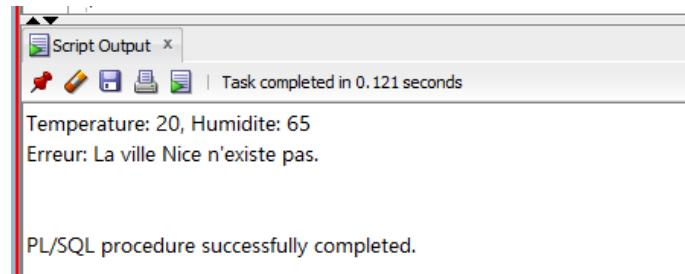 Script Output x
Task completed in 0.121 seconds
Temperature: 20, Humidite: 65
Erreur: La ville Nice n'existe pas.
PL/SQL procedure successfully completed.